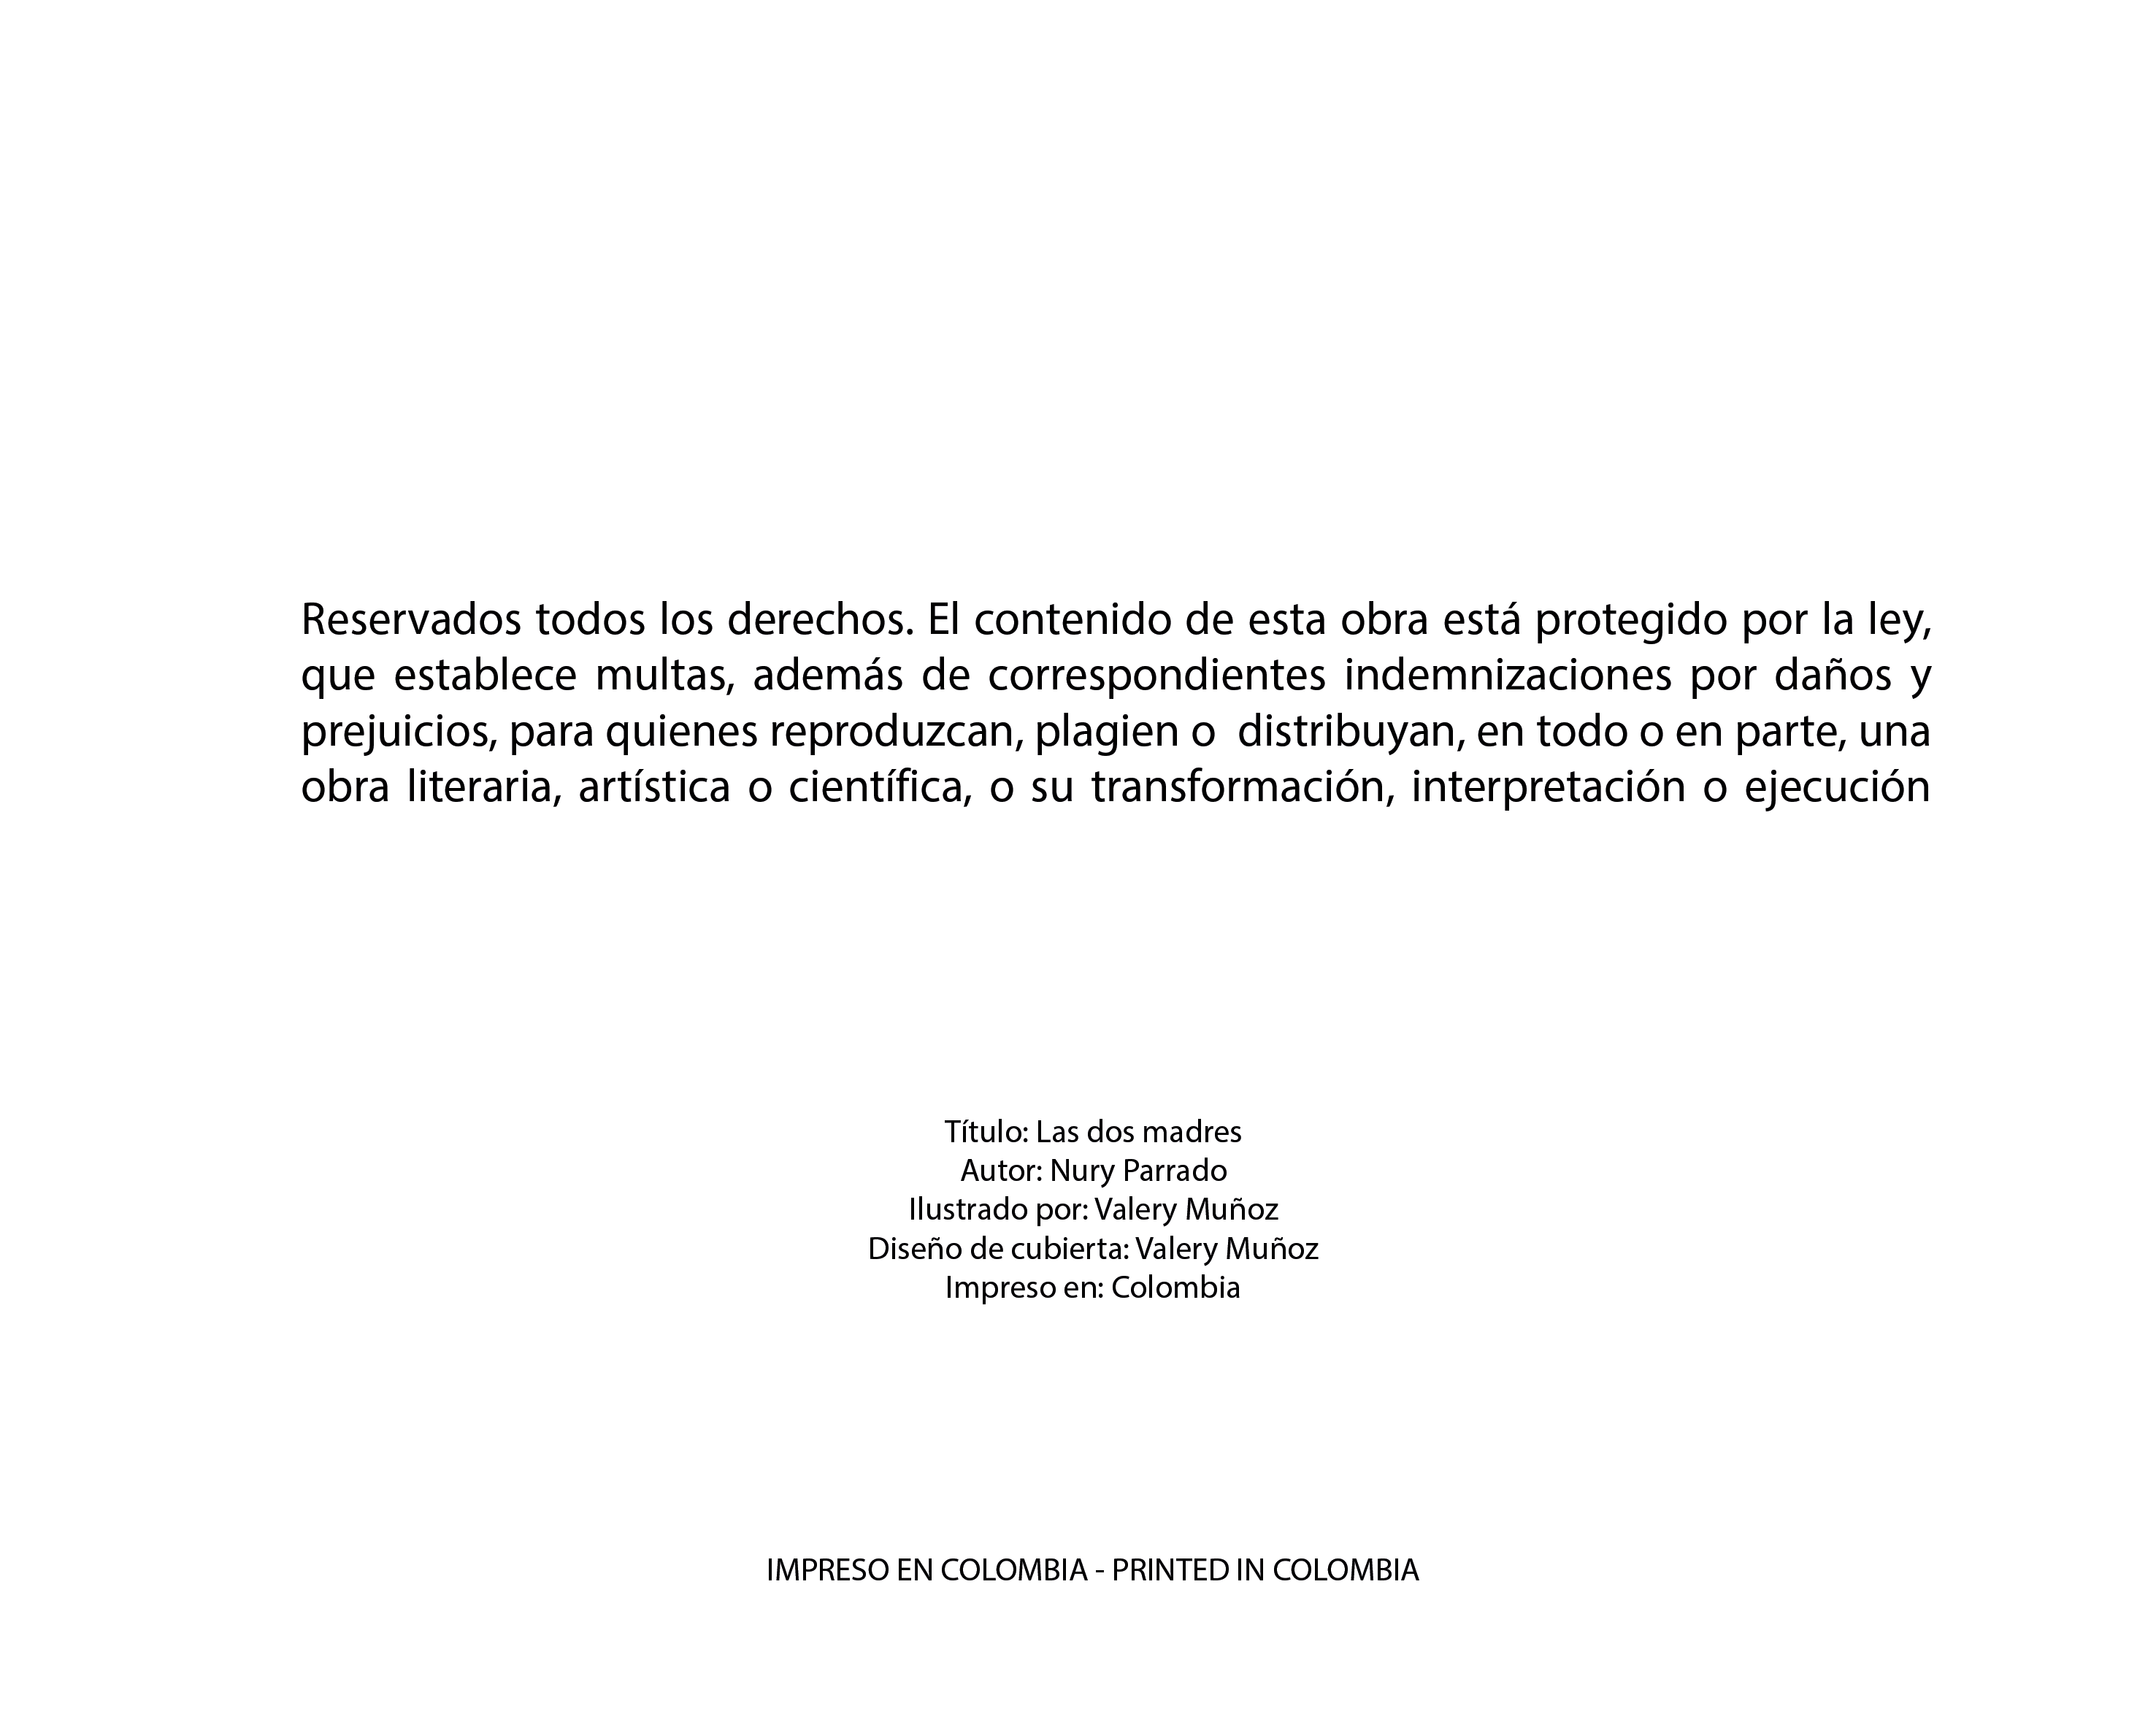 Reservados todos los derechos. El contenido de esta obra está protegido por la ley,
que establece multas, además de correspondientes indemnizaciones por daños y
prejuicios, para quienes reproduzcan, plagien o  distribuyan, en todo o en parte, una
obra literaria, artística o científica, o su transformación, interpretación o ejecución
Título: Las dos madres
Autor: Nury Parrado
Ilustrado por: Valery Muñoz
Diseño de cubierta: Valery Muñoz
Impreso en: Colombia
IMPRESO EN COLOMBIA - PRINTED IN COLOMBIA